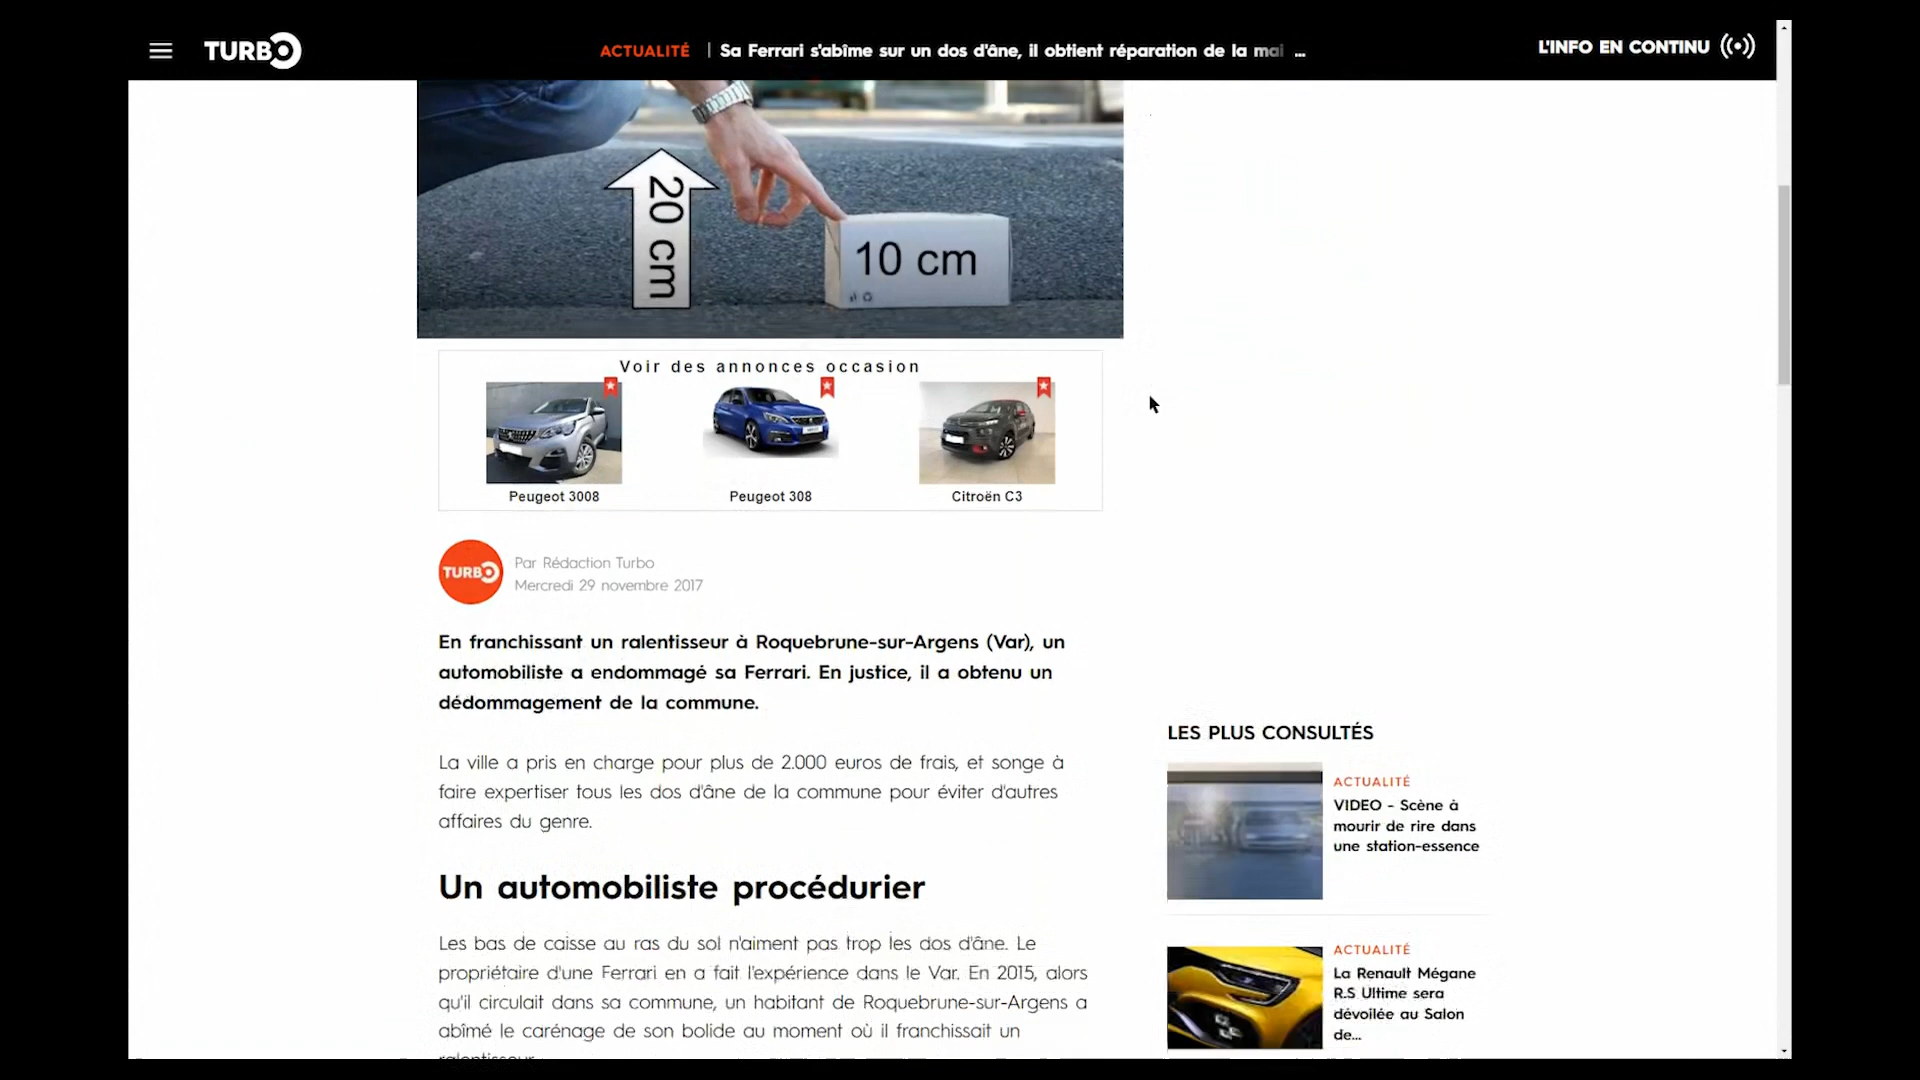 TURBO
ACTUALITÉ | Sa Ferrari s'abîme sur un dos d'âne, il obtient réparation de la mai ...
L'INFO EN CONTINU
20 cm
10 cm
Voir des annonces occasion
Peugeot 3008
Peugeot 308
Citroën C3
TURBO
Par Rédaction Turbo
Mercredi 29 novembre 2017
En franchissant un ralentisseur à Roquebrune-sur-Argens (Var), un
automobiliste a endommagé sa Ferrari. En justice, il a obtenu un
dédommagement de la commune.
La ville a pris en charge pour plus de 2.000 euros de frais, et songe à
faire expertiser tous les dos d'âne de la commune pour éviter d'autres
affaires du genre.
Un automobiliste procédurier
Les bas de caisse au ras du sol n'aiment pas trop les dos d'âne. Le
propriétaire d'une Ferrari en a fait l'expérience dans le Var. En 2015, alors
qu'il circulait dans sa commune, un habitant de Roquebrune-sur-Argens a
abîmé le carénage de son bolide au moment où il franchissait un
ralentisseur
LES PLUS CONSULTÉS
ACTUALITÉ
VIDEO - Scène à
mourir de rire dans
une station-essence
ACTUALITÉ
La Renault Mégane
R.S Ultime sera
dévoilée au Salon
de...